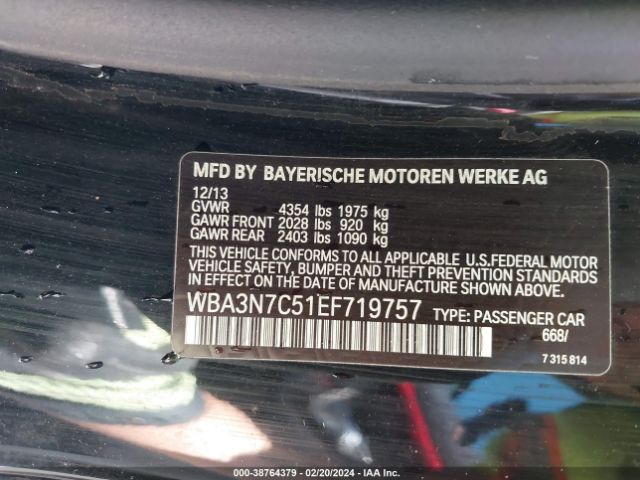 MFD BY BAYERISCHE MOTOREN WERKE AG
12/13
GVWR 4354 lbs 1975 kg
GAWR FRONT 2028 lbs 920 kg
GAWR REAR 2403 lbs 1090 kg
THIS VEHICLE CONFORMS TO ALL APPLICABLE U.S.FEDERAL MOTOR
VEHICLE SAFETY, BUMPER AND THEFT PREVENTION STANDARDS
IN EFFECT ON THE DATE OF MANUFACTURE SHOWN ABOVE.
WBA3N7C51EF719757 TYPE: PASSENGER CAR
668/
7 315 814
000-38764379 - 02/20/2024 - IAA Inc.